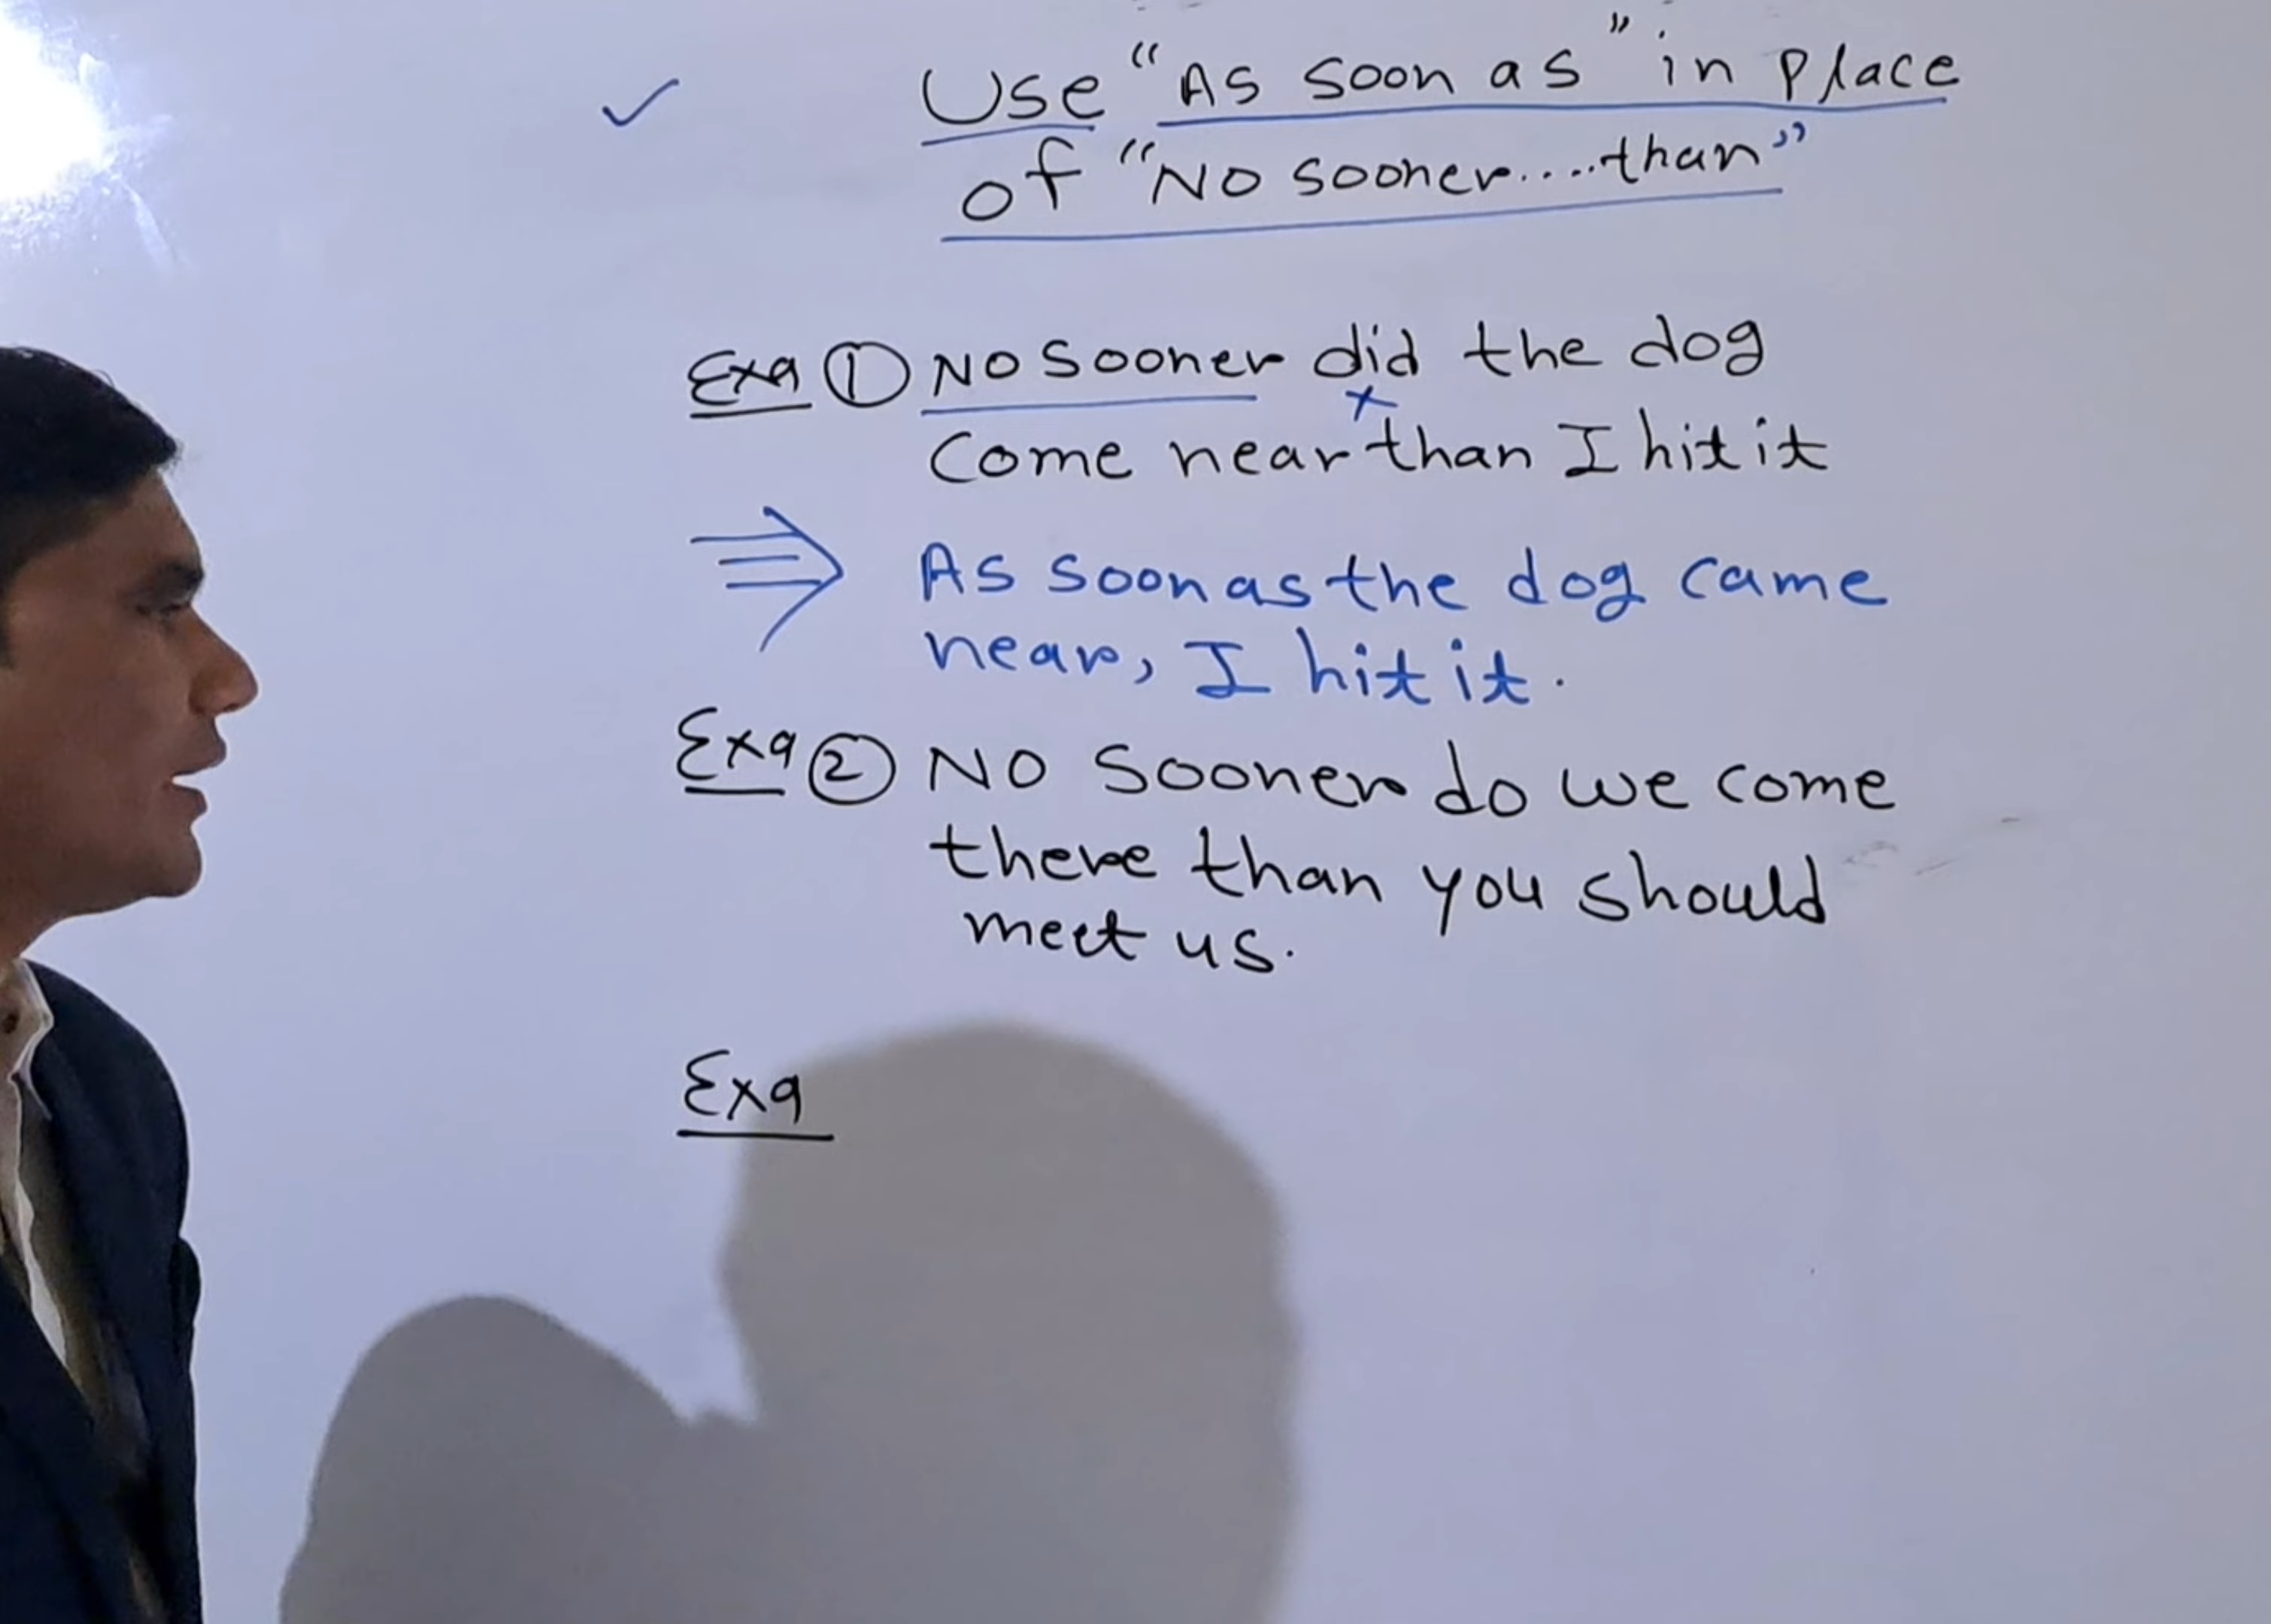 Use "As soon as" in place
of "No sooner....than"
Exa ① No sooner did the dog
x
come near than I hit it
As soon as the dog came
near, I hit it.
Exa ② No sooner do we come
there than you should
meet us.
Exa